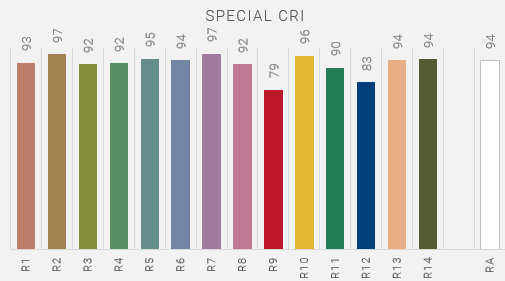 SPECIAL CRI
93 97 92 92 95 94 97 92 79 96 90 83 94 94 94
R1 R2 R3 R4 R5 R6 R7 R8 R9 R10 R11 R12 R13 R14 RA